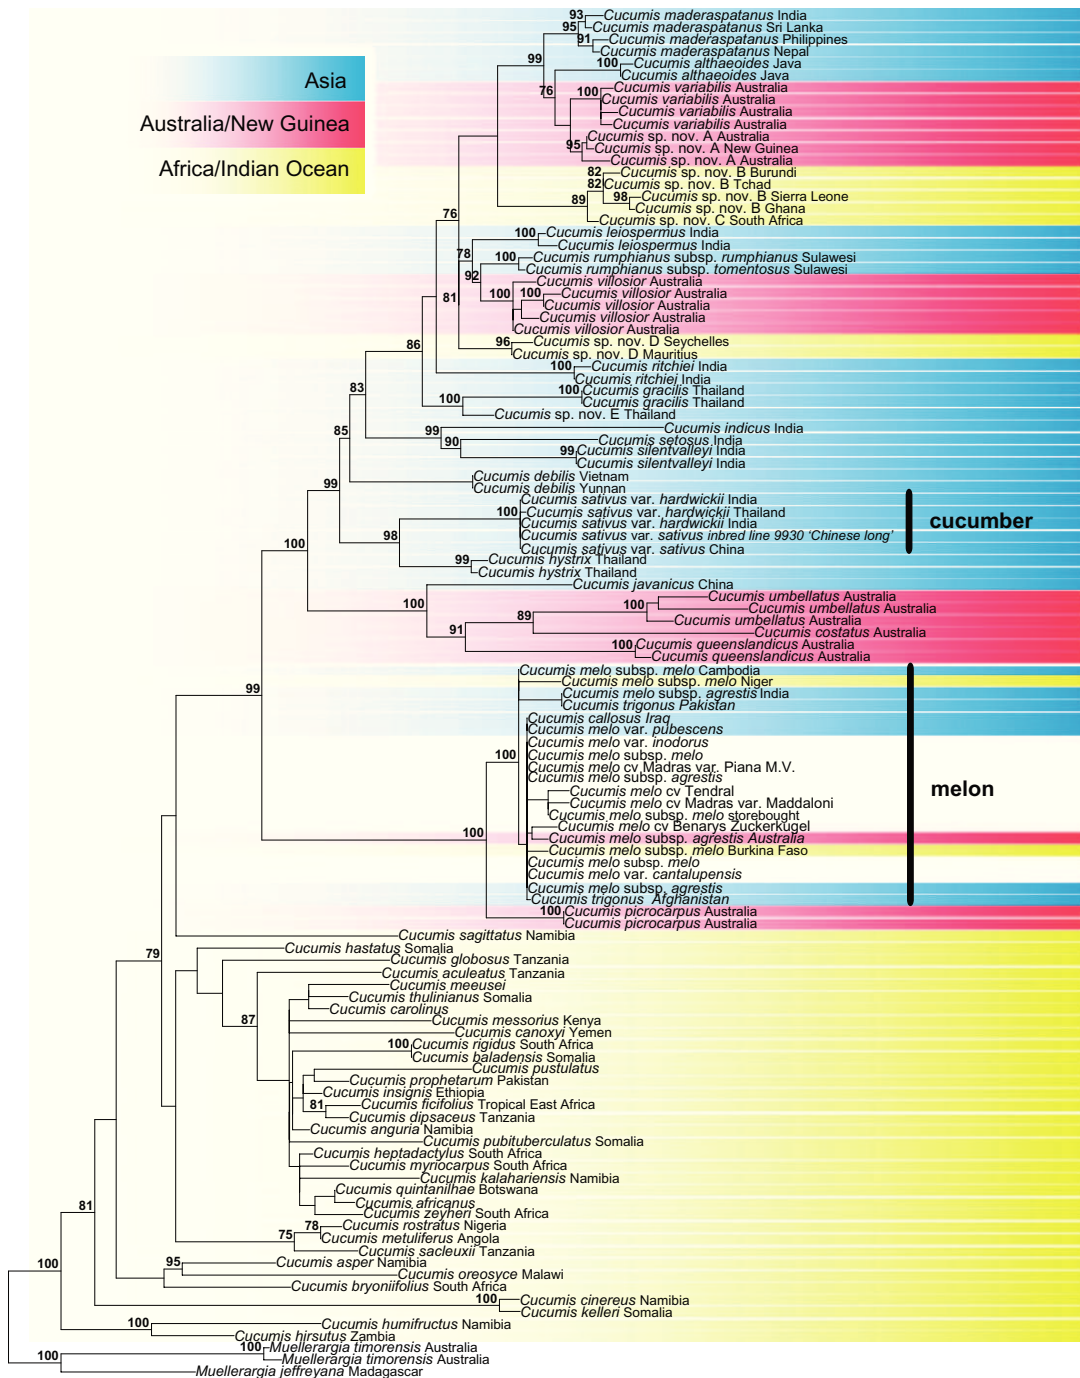 Asia
Australia/New Guinea
Africa/Indian Ocean
93
Cucumis maderaspatanus India
95
Cucumis maderaspatanus Sri Lanka
91
Cucumis maderaspatanus Philippines
Cucumis maderaspatanus Nepal
99
100
Cucumis althaeoides Java
Cucumis althaeoides Java
76
100
Cucumis variabilis Australia
Cucumis variabilis Australia
Cucumis variabilis Australia
Cucumis variabilis Australia
95
Cucumis sp. nov. A Australia
Cucumis sp. nov. A New Guinea
Cucumis sp. nov. A Australia
82
Cucumis sp. nov. B Burundi
82
Cucumis sp. nov. B Tchad
89
98
Cucumis sp. nov. B Sierra Leone
Cucumis sp. nov. B Ghana
Cucumis sp. nov. C South Africa
76
100
Cucumis leiospermus India
Cucumis leiospermus India
78
100
Cucumis rumphianus subsp. rumphianus Sulawesi
Cucumis rumphianus subsp. tomentosus Sulawesi
92
81
100
Cucumis villosior Australia
100
Cucumis villosior Australia
Cucumis villosior Australia
Cucumis villosior Australia
Cucumis villosior Australia
96
Cucumis sp. nov. D Seychelles
Cucumis sp. nov. D Mauritius
86
100
Cucumis ritchiei India
Cucumis ritchiei India
100
100
Cucumis gracilis Thailand
Cucumis gracilis Thailand
Cucumis sp. nov. E Thailand
83
99
Cucumis indicus India
90
Cucumis setosus India
99
Cucumis silentvalleyi India
Cucumis silentvalleyi India
85
Cucumis debilis Vietnam
Cucumis debilis Yunnan
99
Cucumis sativus var. hardwickii India
100
Cucumis sativus var. hardwickii Thailand
Cucumis sativus var. hardwickii India
Cucumis sativus var. sativus inbred line 9930 'Chinese long'
Cucumis sativus var. sativus China
cucumber
98
99
Cucumis hystrix Thailand
Cucumis hystrix Thailand
100
100
Cucumis javanicus China
Cucumis umbellatus Australia
100
Cucumis umbellatus Australia
89
Cucumis umbellatus Australia
91
Cucumis costatus Australia
100
Cucumis queenslandicus Australia
Cucumis queenslandicus Australia
99
Cucumis melo subsp. melo Cambodia
Cucumis melo subsp. melo Niger
Cucumis melo subsp. agrestis India
Cucumis trigonus Pakistan
Cucumis callosus Iraq
Cucumis melo var. pubescens
Cucumis melo var. inodorus
100
Cucumis melo subsp. melo
Cucumis melo cv Madras var. Piana M.V.
Cucumis melo subsp. agrestis
Cucumis melo cv Tendral
melon
Cucumis melo cv Madras var. Maddaloni
Cucumis melo subsp. melo storebought
Cucumis melo cv Benarys Zuckerkugel
100
Cucumis melo subsp. agrestis Australia
Cucumis melo subsp. melo Burkina Faso
Cucumis melo subsp. melo
Cucumis melo var. cantalupensis
Cucumis melo subsp. agrestis
Cucumis trigonus Afghanistan
100
Cucumis picrocarpus Australia
Cucumis picrocarpus Australia
Cucumis sagittatus Namibia
79
Cucumis hastatus Somalia
Cucumis globosus Tanzania
Cucumis aculeatus Tanzania
Cucumis meeusei
Cucumis thulinianus Somalia
Cucumis carolinus
87
Cucumis messorius Kenya
Cucumis canoxyi Yemen
100
Cucumis rigidus South Africa
Cucumis baladensis Somalia
Cucumis pustulatus
Cucumis prophetarum Pakistan
Cucumis insignis Ethiopia
81
Cucumis ficifolius Tropical East Africa
Cucumis dipsaceus Tanzania
Cucumis anguria Namibia
Cucumis pubituberculatus Somalia
Cucumis heptadactylus South Africa
Cucumis myriocarpus South Africa
Cucumis kalahariensis Namibia
Cucumis quintanilhae Botswana
Cucumis africanus
Cucumis zeyheri South Africa
81
78
Cucumis rostratus Nigeria
75
Cucumis metuliferus Angola
Cucumis sacleuxii Tanzania
95
Cucumis asper Namibia
100
Cucumis oreosyce Malawi
Cucumis bryoniifolius South Africa
100
Cucumis cinereus Namibia
Cucumis kelleri Somalia
100
Cucumis humifructus Namibia
Cucumis hirsutus Zambia
100
Muellerargia timorensis Australia
100
Muellerargia timorensis Australia
Muellerargia jeffreyana Madagascar